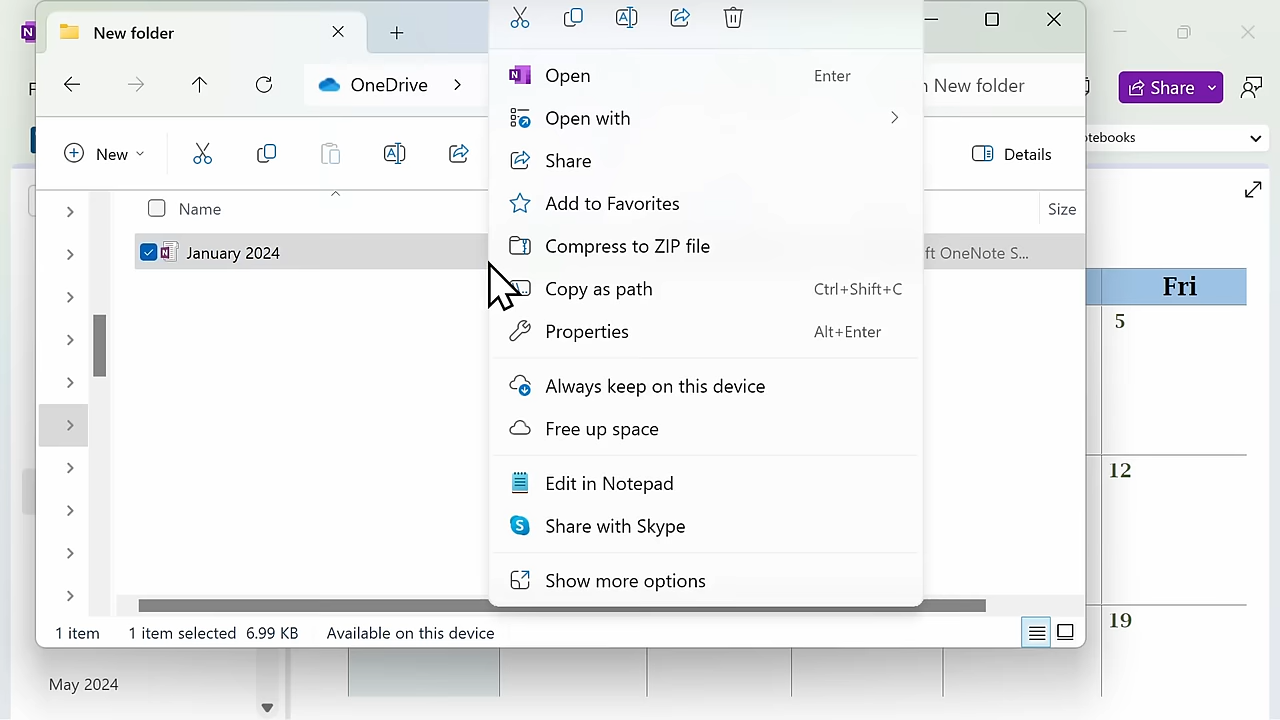 New folder
OneDrive
New folder
Share
New
Details
tebooks
Name
Size
January 2024
ft OneNote S...
Open Enter
Open with
Share
Add to Favorites
Compress to ZIP file
Copy as path Ctrl+Shift+C
Properties Alt+Enter
Always keep on this device
Free up space
Edit in Notepad
Share with Skype
Show more options
1 item 1 item selected 6.99 KB Available on this device
May 2024
Fri
5
12
19